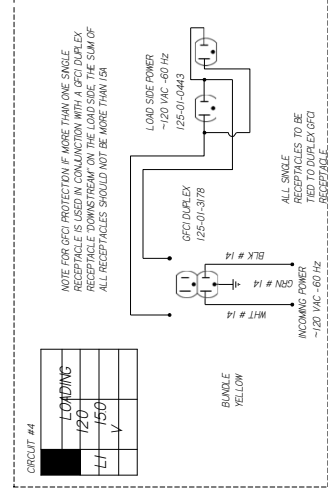 CIRCUIT #4
LOADING
120
L1 15.0
V
NOTE FOR GFCI PROTECTION IF MORE THAN ONE SINGLE
RECEPTACLE IS USED IN CONJUNCTION WITH A GFCI DUPLEX
RECEPTACLE "DOWNSTREAM" ON THE LOAD SIDE, THE SUM OF
ALL RECEPTACLES SHOULD NOT BE MORE THAN 15A
LOAD SIDE POWER
~120 VAC -60 Hz
125-01-0443
GFCI DUPLEX
125-01-3178
WHT # 14
GRN # 14
BLK # 14
BUNDLE
YELLOW
INCOMING POWER
~120 VAC -60 Hz
ALL SINGLE
RECEPTACLES TO BE
TIED TO DUPLEX GFCI
RECEPTACLE